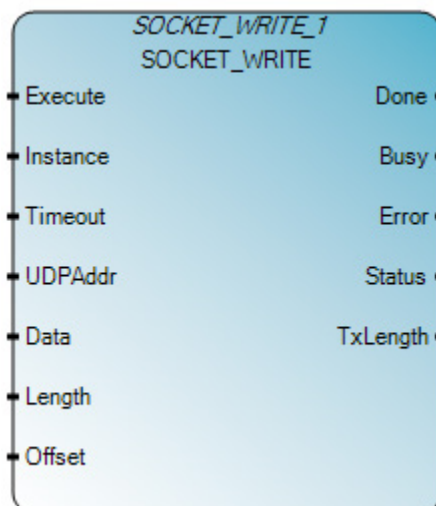 SOCKET_WRITE_1
SOCKET_WRITE
Execute Done
Instance Busy
Timeout Error
UDPAddr Status
Data TxLength
Length
Offset